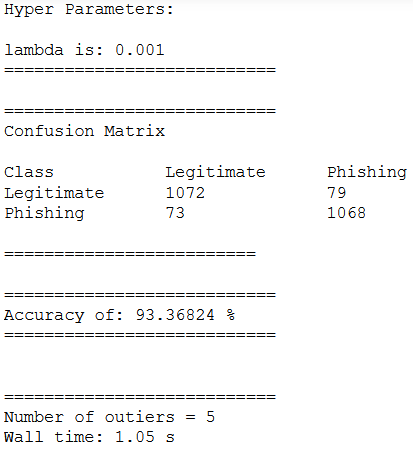 Hyper Parameters:
lambda is: 0.001
===========================
===========================
Confusion Matrix
Class Legitimate Phishing
Legitimate 1072 79
Phishing 73 1068
=========================
===========================
Accuracy of: 93.36824 %
===========================
===========================
Number of outiers = 5
Wall time: 1.05 s